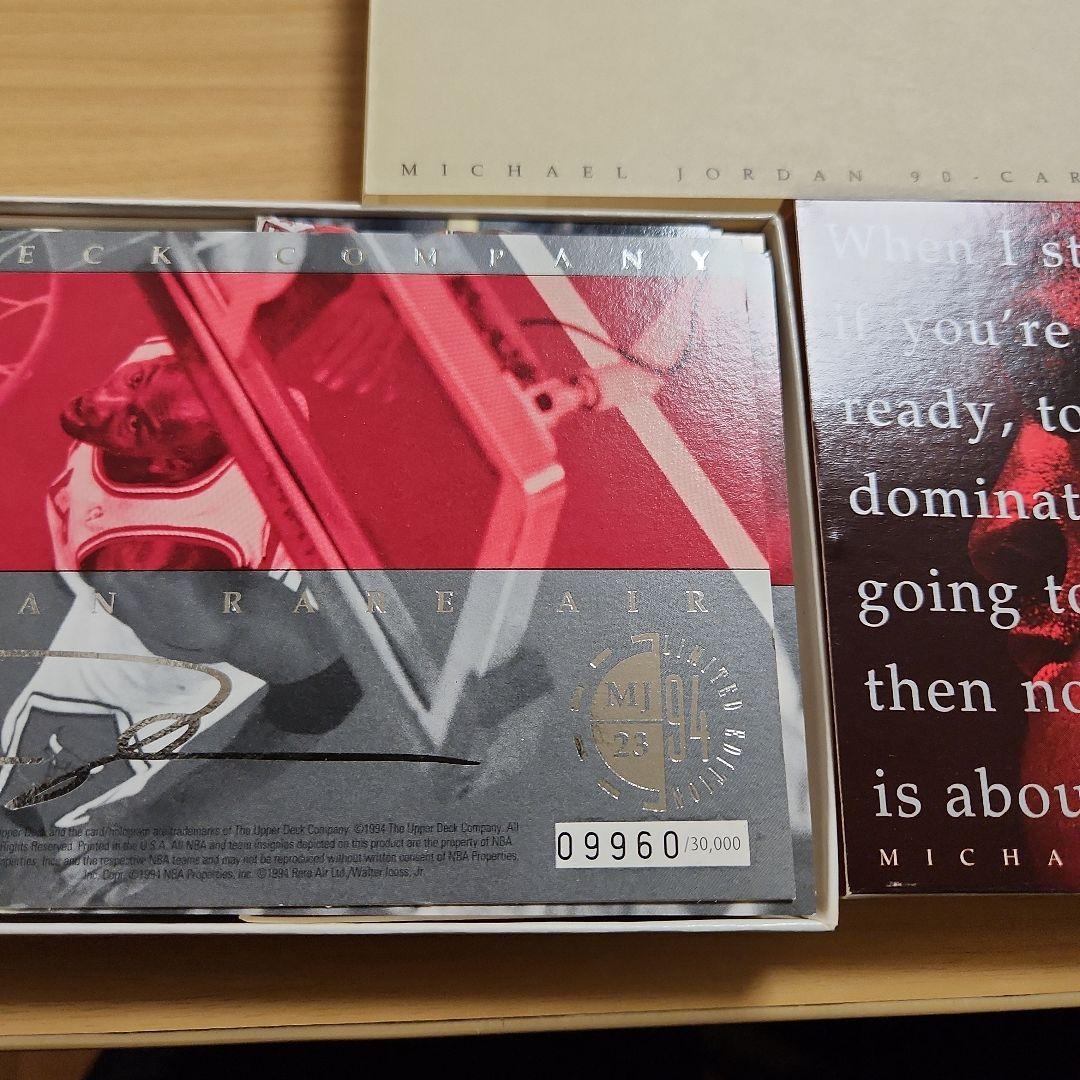 MICHAEL JORDAN 90-CAR
ECK COMPANY
AN RARE AIR
MJ
23
94
LIMITED EDITION
pper Deck and the card/hologram are trademarks of The Upper Deck Company. ©1994 The Upper Deck Company. All
Rights Reserved. Printed in the U.S.A. All NBA and team insignias depicted on this product are the property of NBA
operties, Inc. and the respective NBA teams and may not be reproduced without written consent of NBA Properties,
Inc. Copr. ©1994 NBA Properties, Inc. ©1994 Rare Air Ltd./Walter Iooss, Jr.
09960/30,000
When I st
if you're
ready, to
dominat
going to
then no
is abou
MICHA